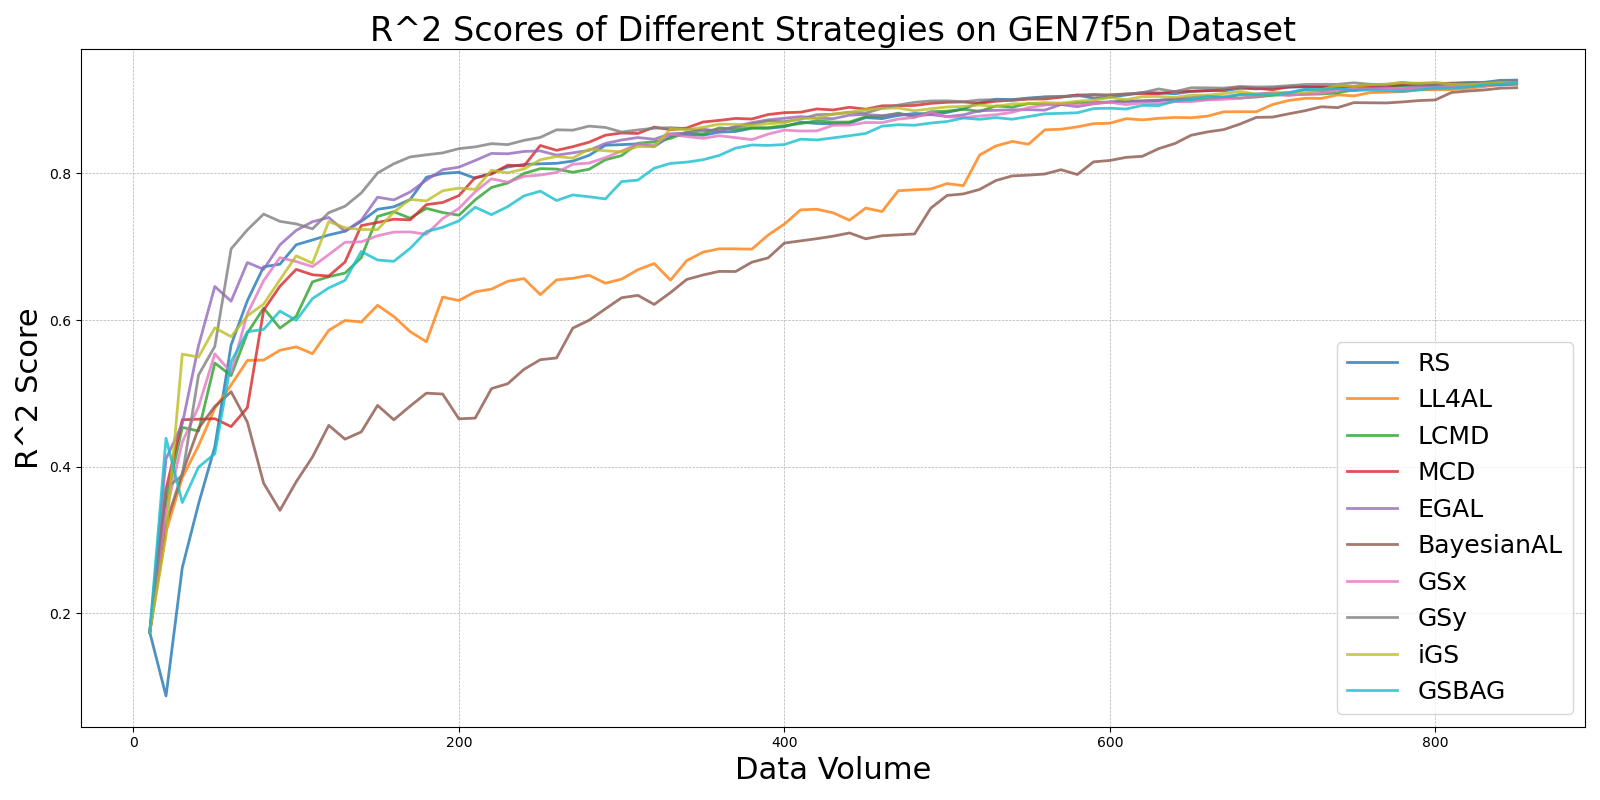 R^2 Scores of Different Strategies on GEN7f5n Dataset
R^2 Score
0.8
0.6
0.4
0.2
0
200
400
600
800
Data Volume
RS
LL4AL
LCMD
MCD
EGAL
BayesianAL
GSx
GSy
iGS
GSBAG